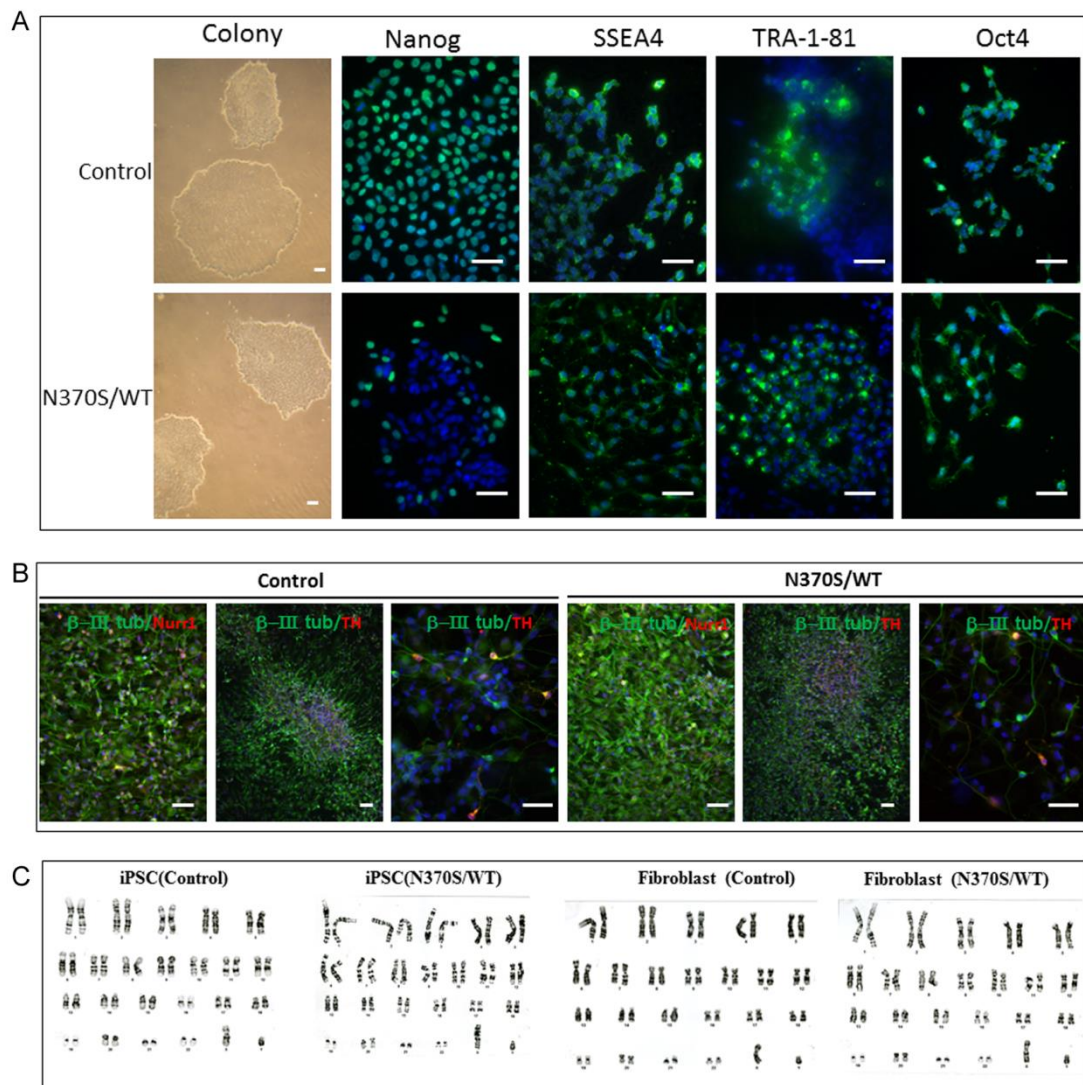 A
Colony Nanog SSEA4 TRA-1-81 Oct4
Control
N370S/WT
B
Control N370S/WT
β-III tub/Nurr1 β-III tub/TH β-III tub/TH β-III tub/Nurr1 β-III tub/TH β-III tub/TH
C
iPSC(Control) iPSC(N370S/WT) Fibroblast (Control) Fibroblast (N370S/WT)